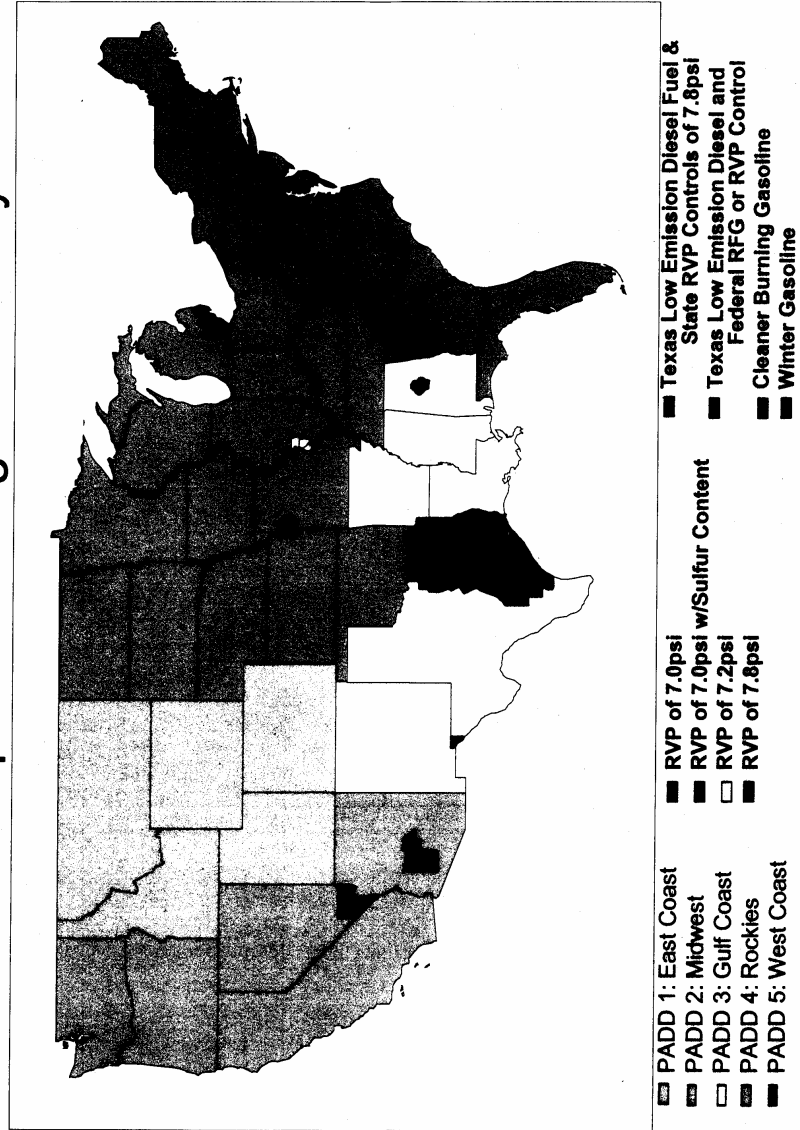 PADD 1: East Coast
PADD 2: Midwest
PADD 3: Gulf Coast
PADD 4: Rockies
PADD 5: West Coast
RVP of 7.0psi
RVP of 7.0psi w/Sulfur Content
RVP of 7.2psi
RVP of 7.8psi
Texas Low Emission Diesel Fuel &
State RVP Controls of 7.8psi
Texas Low Emission Diesel and
Federal RFG or RVP Control
Cleaner Burning Gasoline
Winter Gasoline